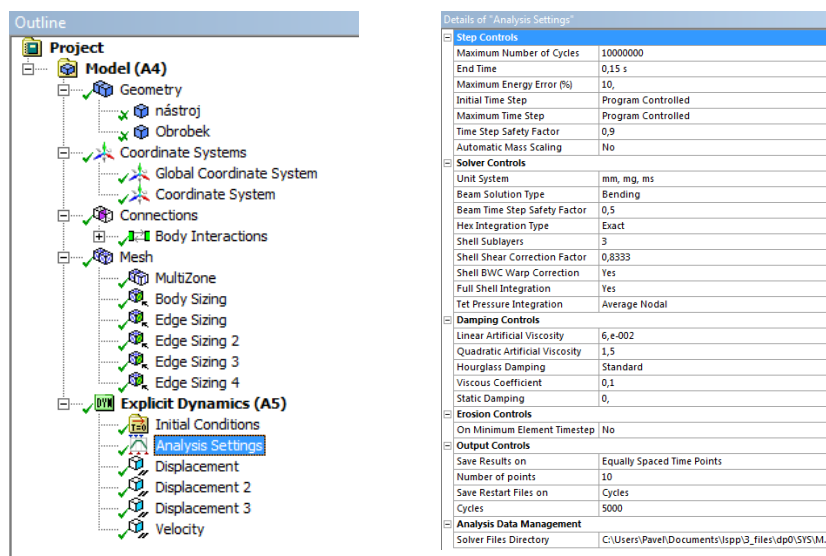 Outline
Project
Model (A4)
Geometry
nástroj
Obrobek
Coordinate Systems
Global Coordinate System
Coordinate System
Connections
Body Interactions
Mesh
MultiZone
Body Sizing
Edge Sizing
Edge Sizing 2
Edge Sizing 3
Edge Sizing 4
DYN Explicit Dynamics (A5)
T=0 Initial Conditions
Analysis Settings
Displacement
Displacement 2
Displacement 3
Velocity
Details of "Analysis Settings"
Step Controls
Maximum Number of Cycles 10000000
End Time 0,15 s
Maximum Energy Error (%) 10,
Initial Time Step Program Controlled
Maximum Time Step Program Controlled
Time Step Safety Factor 0,9
Automatic Mass Scaling No
Solver Controls
Unit System mm, mg, ms
Beam Solution Type Bending
Beam Time Step Safety Factor 0,5
Hex Integration Type Exact
Shell Sublayers 3
Shell Shear Correction Factor 0,8333
Shell BWC Warp Correction Yes
Full Shell Integration Yes
Tet Pressure Integration Average Nodal
Damping Controls
Linear Artificial Viscosity 6,e-002
Quadratic Artificial Viscosity 1,5
Hourglass Damping Standard
Viscous Coefficient 0,1
Static Damping 0,
Erosion Controls
On Minimum Element Timestep No
Output Controls
Save Results on Equally Spaced Time Points
Number of points 10
Save Restart Files on Cycles
Cycles 5000
Analysis Data Management
Solver Files Directory C:\Users\Pavel\Documents\Ispp\3_files\dp0\SYS\M...